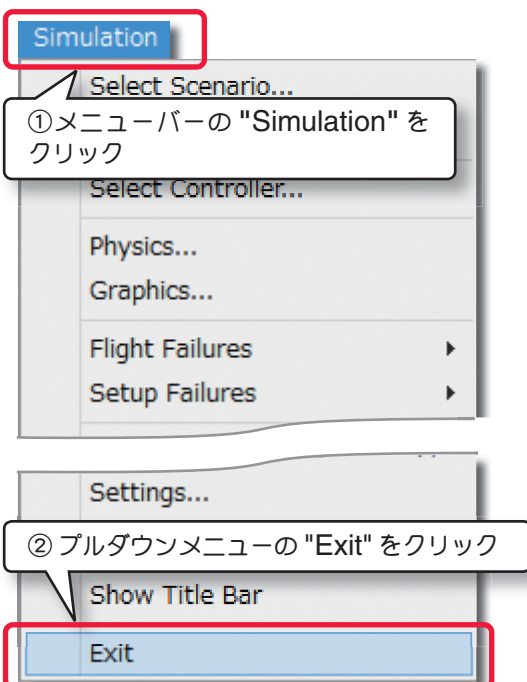 Simulation
Select Scenario...
①メニューバーの "Simulation" を
クリック
Select Controller...
Physics...
Graphics...
Flight Failures
Setup Failures
Settings...
② プルダウンメニューの "Exit" をクリック
Show Title Bar
Exit